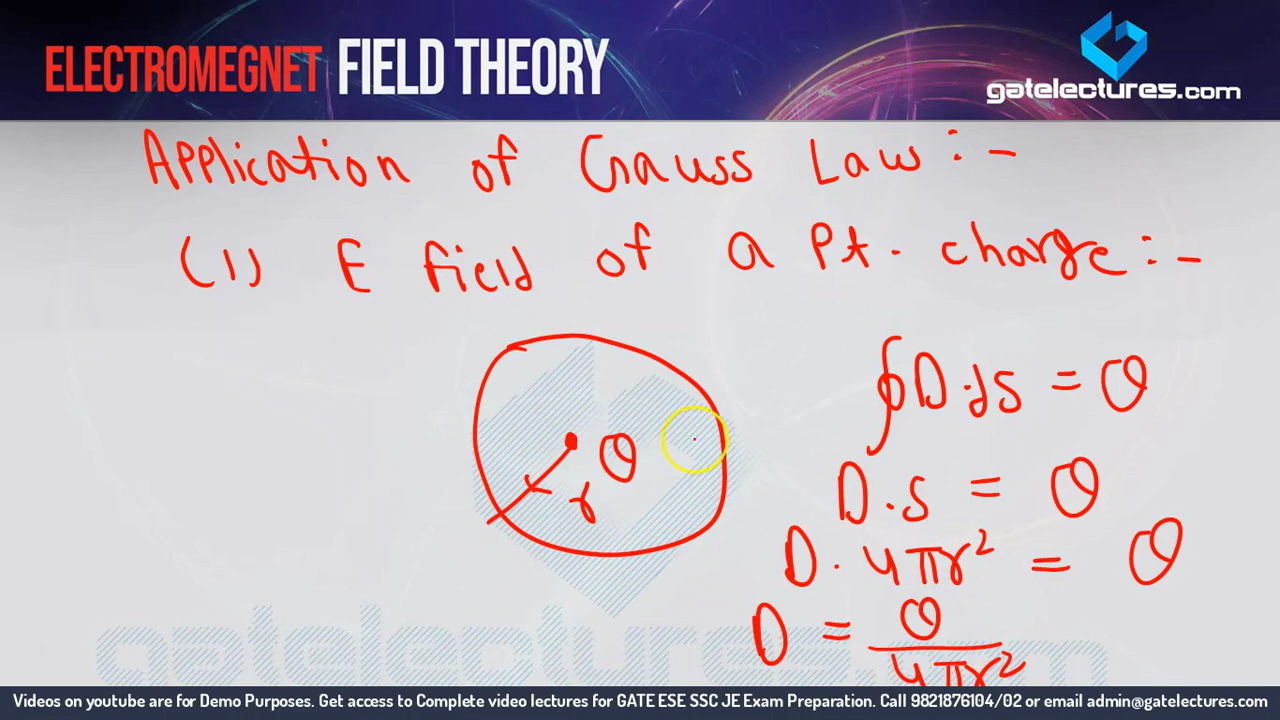 ELECTROMEGNET FIELD THEORY
gatelectures.com
Application of Gauss Law:-
(1) E field of a Pt. charge:-
∮D.ds = Q
Q
r
D.s = Q
D.4πr² = Q
D = Q/4πr²
gatelectures.com
Videos on youtube are for Demo Purposes. Get access to Complete video lectures for GATE ESE SSC JE Exam Preparation. Call 9821876104/02 or email admin@gatelectures.com